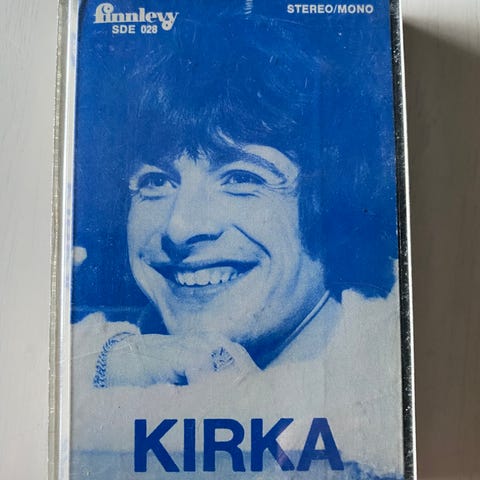 finnlevy
STEREO/MONO
SDE 028
KIRKA